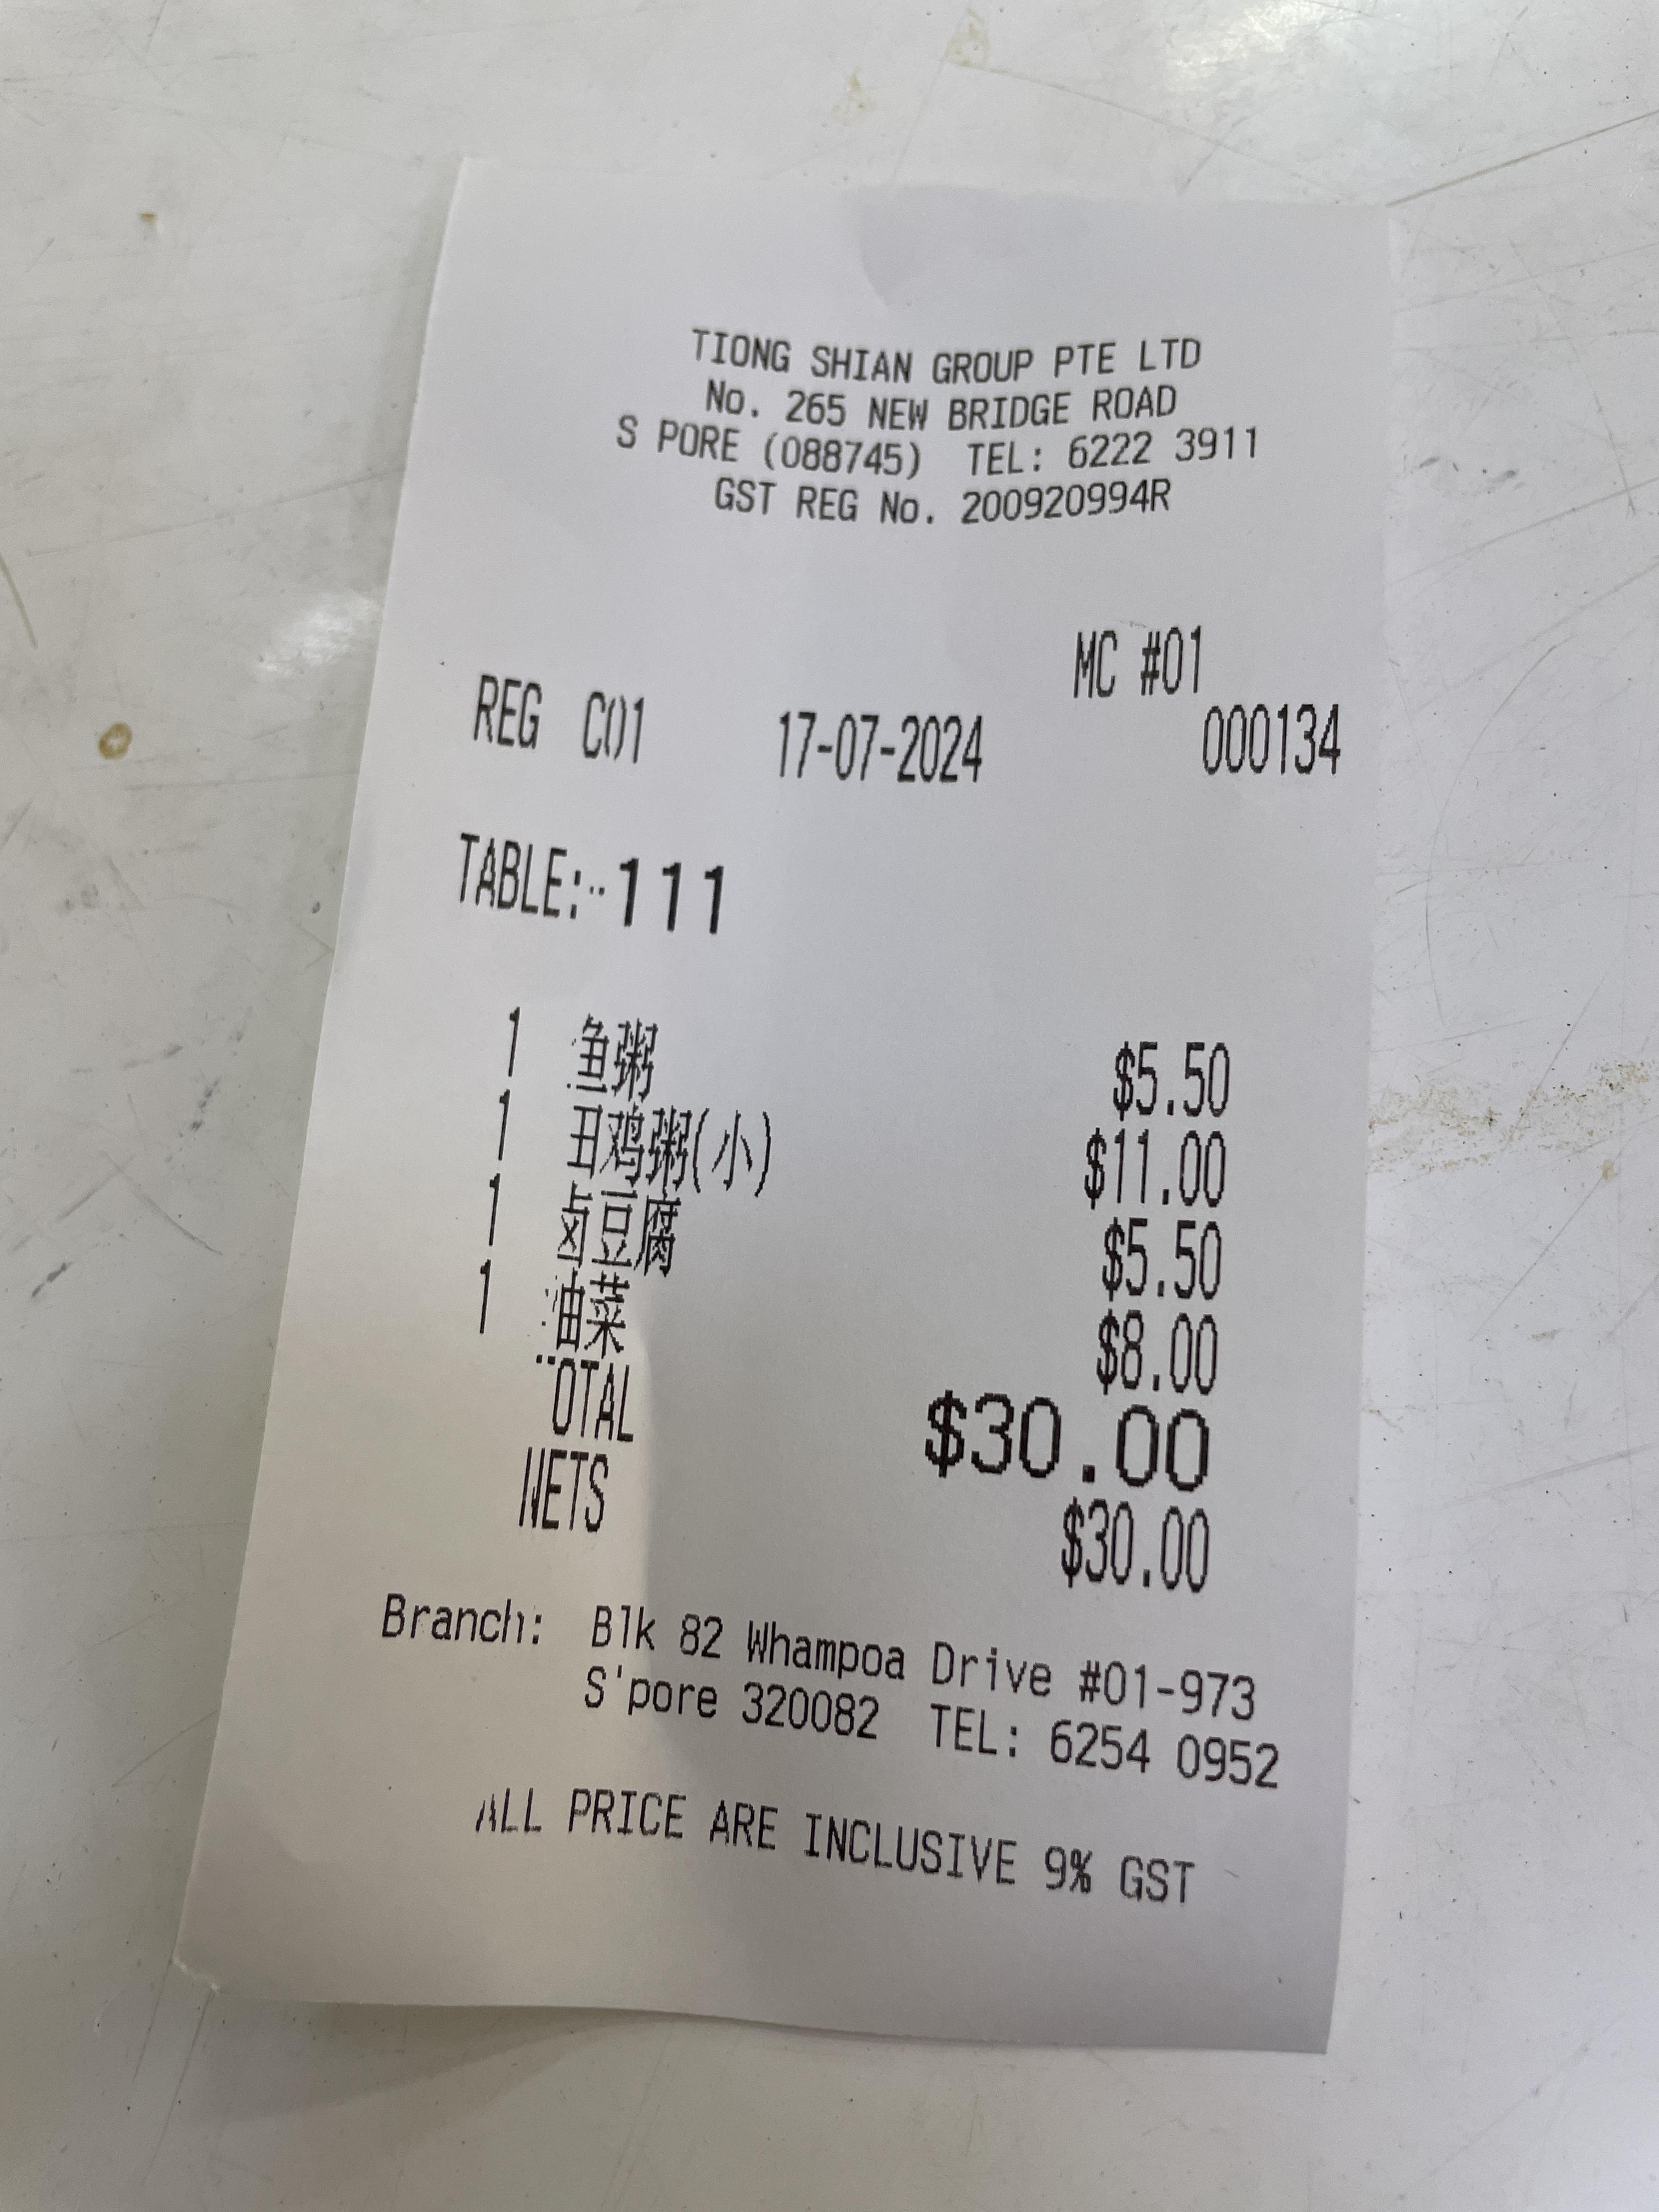 TIONG SHIAN GROUP PTE LTD
No. 265 NEW BRIDGE ROAD
S PORE (088745) TEL: 6222 3911
GST REG No. 200920994R
MC #01
REG C01 17-07-2024 000134
TABLE: 111
1 鱼粥 $5.50
1 田鸡粥(小) $11.00
1 卤豆腐 $5.50
1 油菜 $8.00
TOTAL $30.00
NETS $30.00
Branch: Blk 82 Whampoa Drive #01-973
S'pore 320082 TEL: 6254 0952
ALL PRICE ARE INCLUSIVE 9% GST